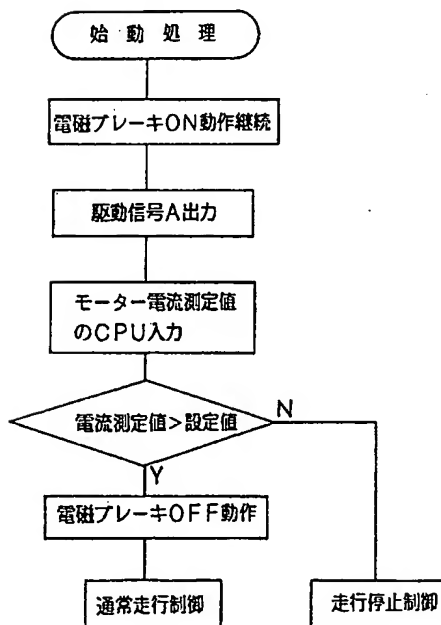 始動処理
電磁ブレーキON動作継続
駆動信号A出力
モーター電流測定値
のCPU入力
電流測定値>設定値
N
Y
電磁ブレーキOFF動作
通常走行制御
走行停止制御